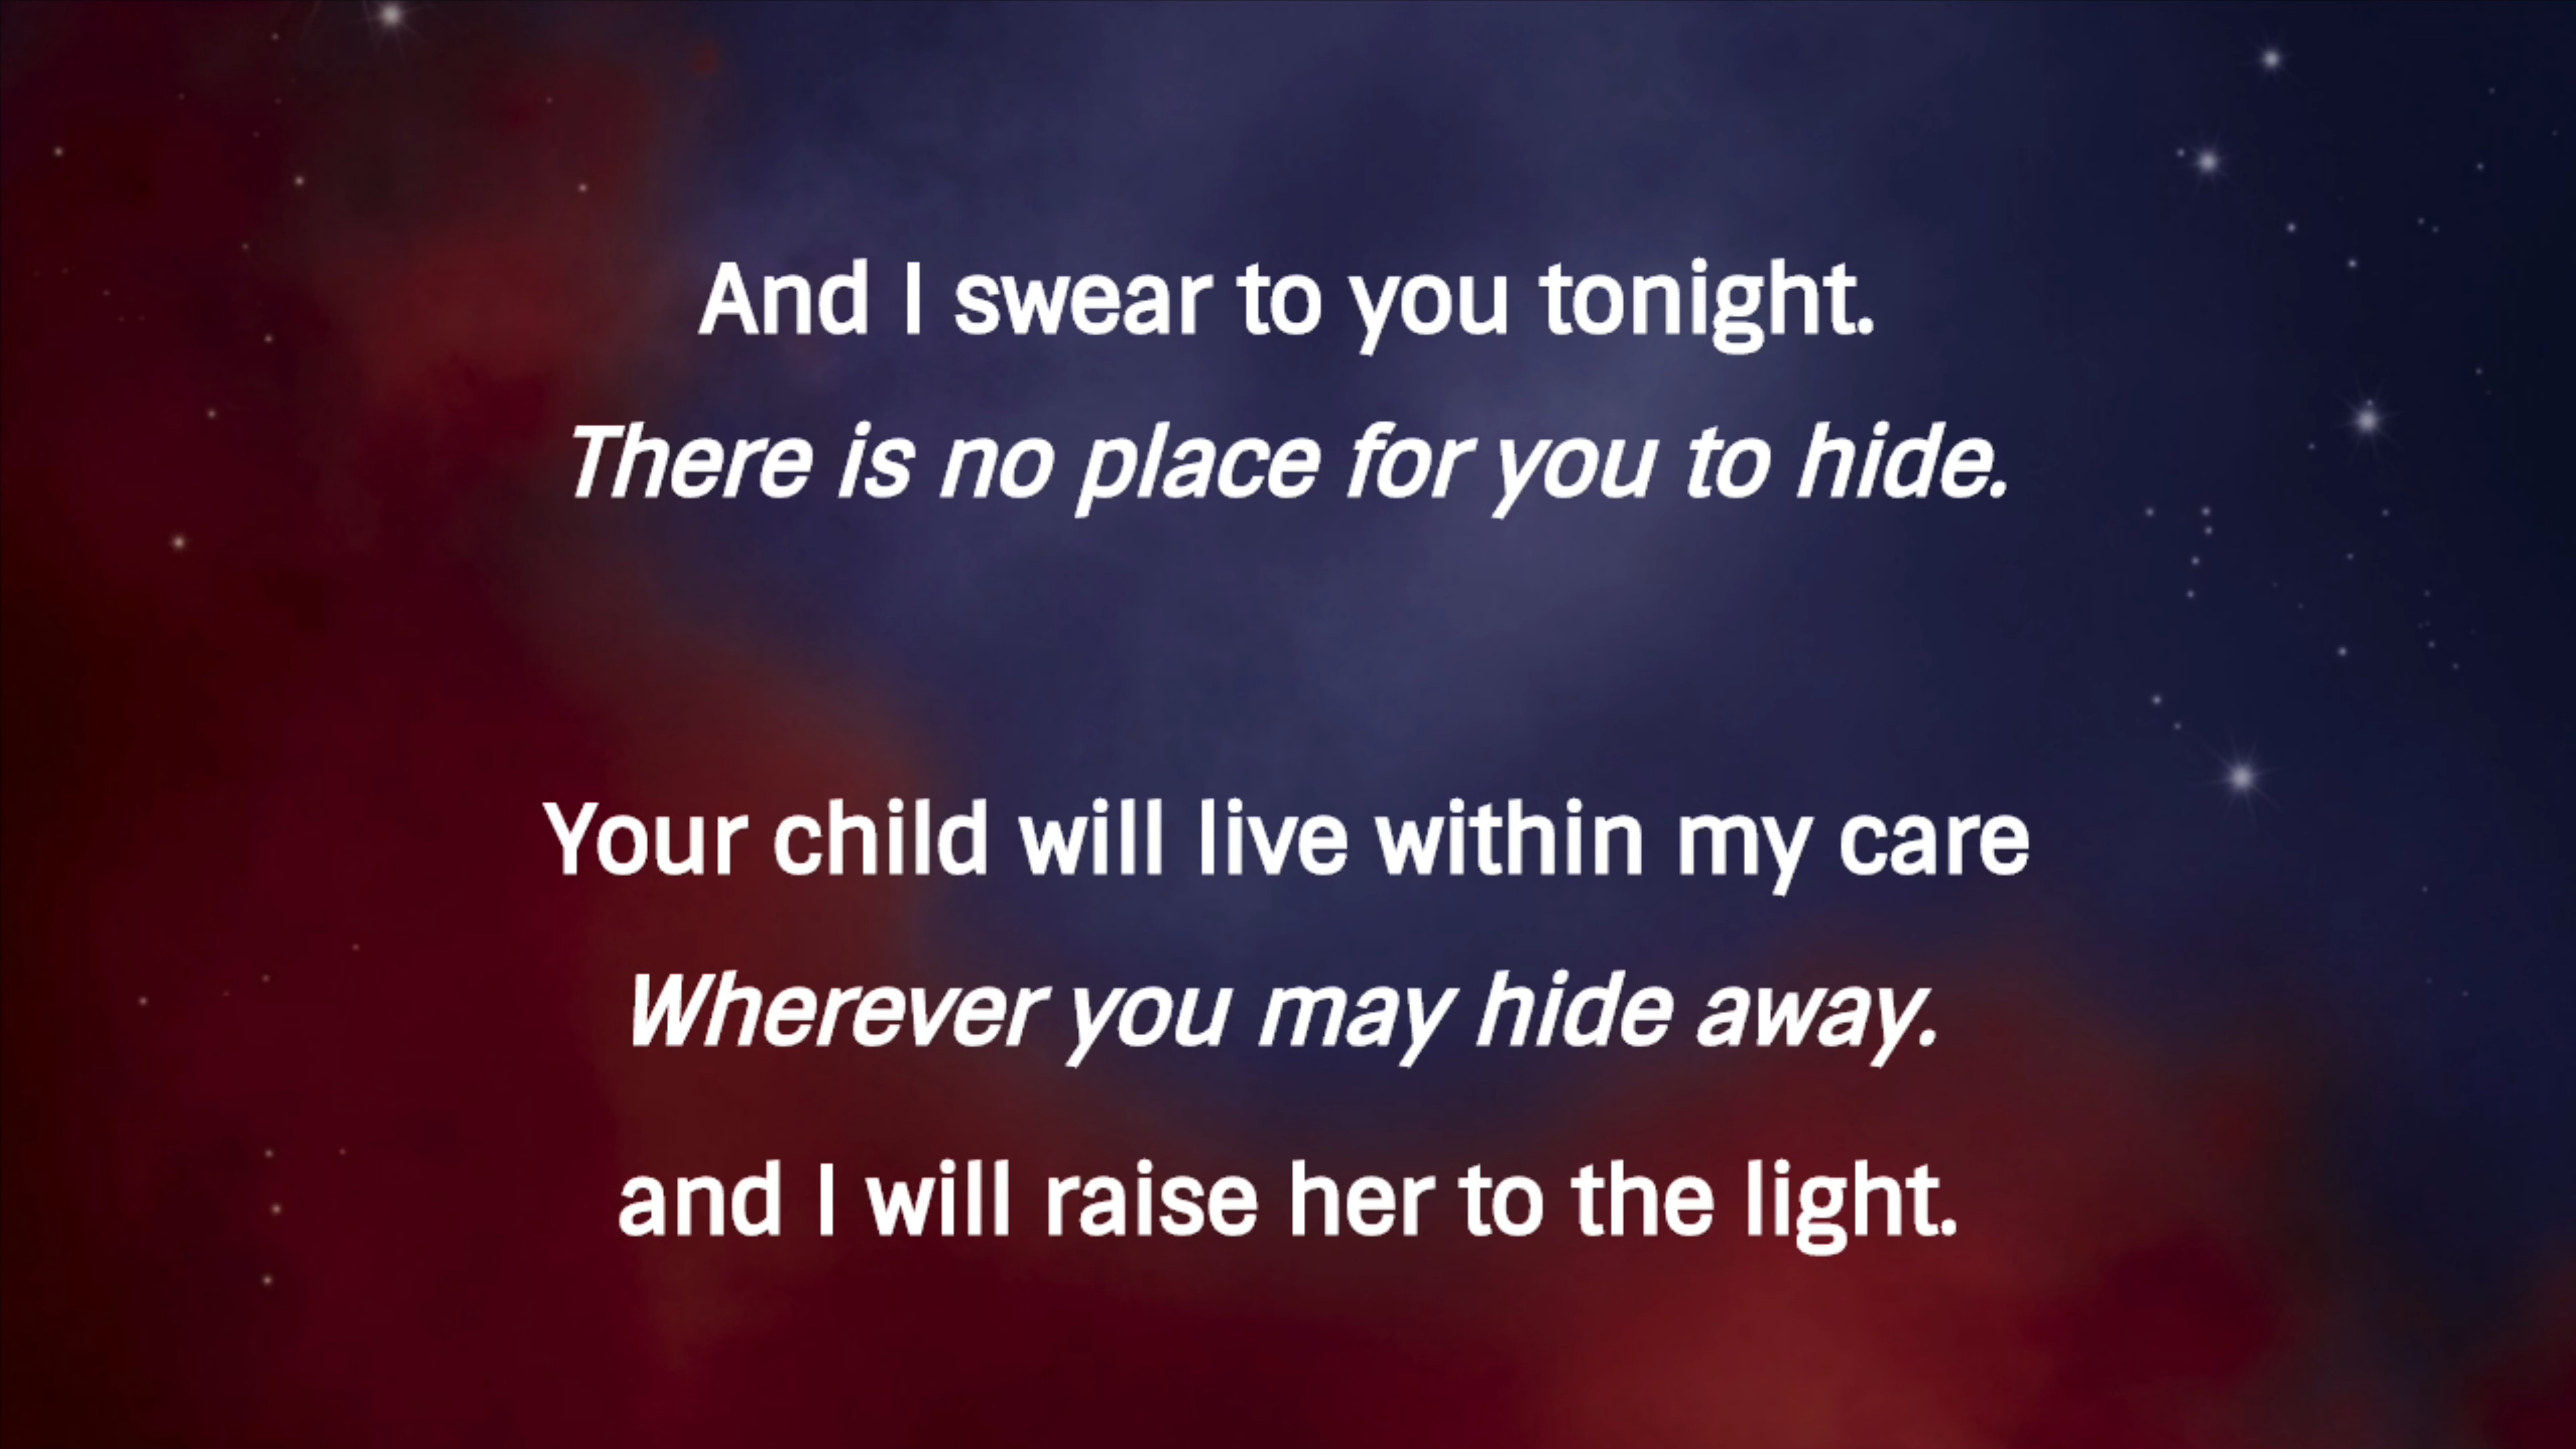 And I swear to you tonight.
There is no place for you to hide.
Your child will live within my care
Wherever you may hide away.
and I will raise her to the light.